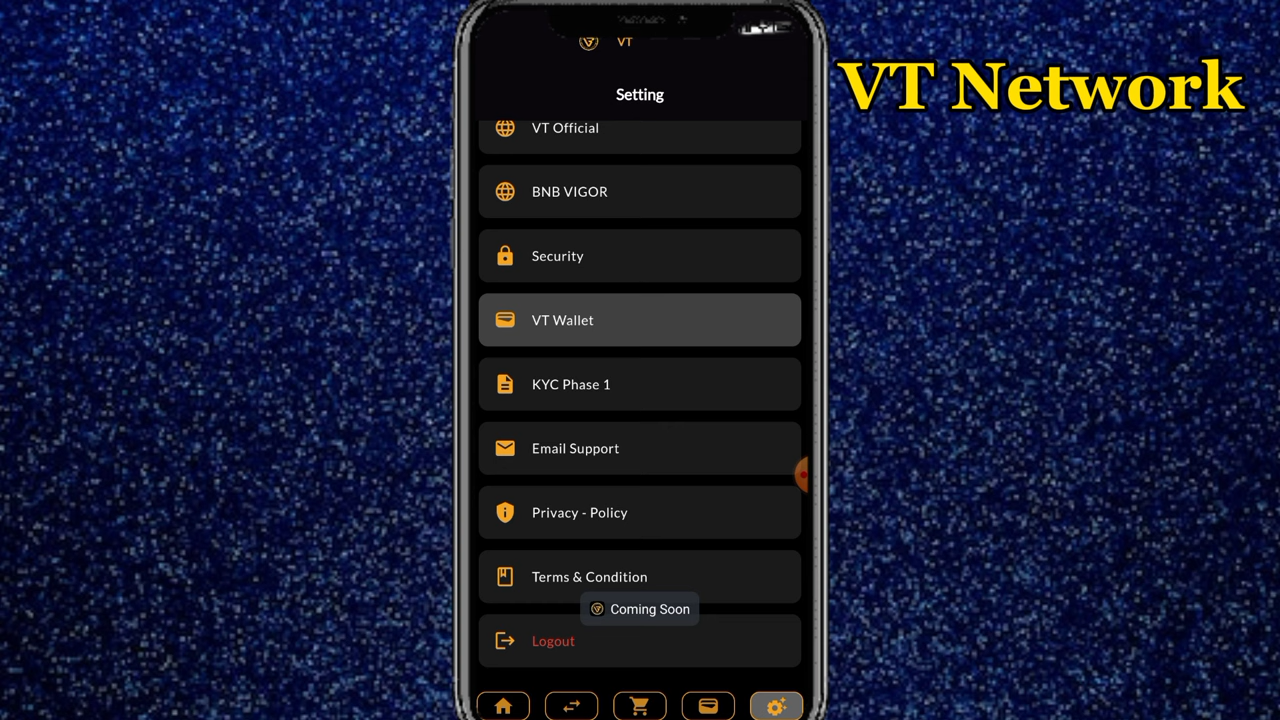 VT
VT Network
Setting
VT Official
BNB VIGOR
Security
VT Wallet
KYC Phase 1
Email Support
Privacy - Policy
Terms & Condition
Coming Soon
Logout